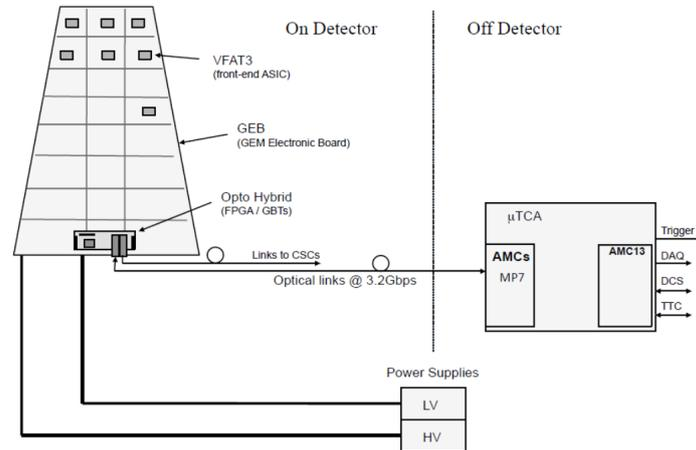 On Detector
Off Detector
VFAT3
(front-end ASIC)
GEB
(GEM Electronic Board)
Opto Hybrid
(FPGA / GBTs)
Links to CSCs
Optical links @ 3.2Gbps
μTCA
AMCs
MP7
AMC13
Trigger
DAQ
DCS
TTC
Power Supplies
LV
HV